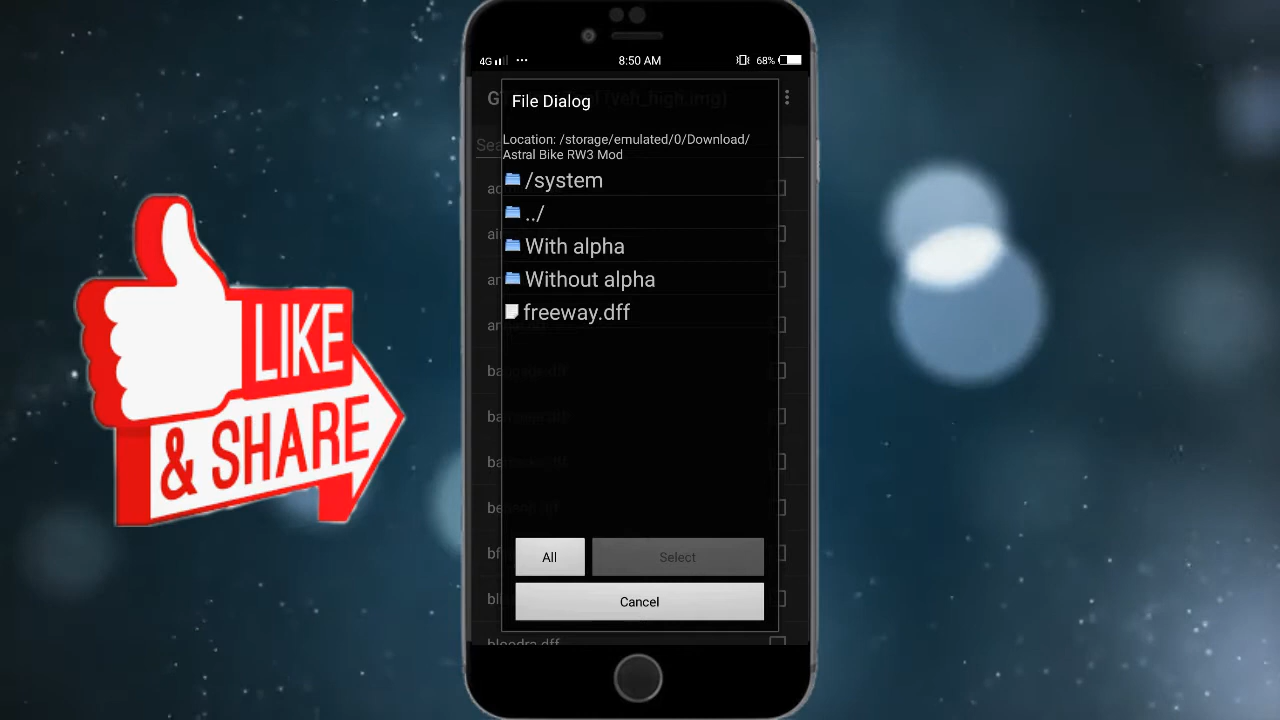 LIKE
& SHARE
4G ... 8:50 AM 68%
File Dialog
Location: /storage/emulated/0/Download/
Astral Bike RW3 Mod
/system
../
With alpha
Without alpha
freeway.dff
All
Select
Cancel